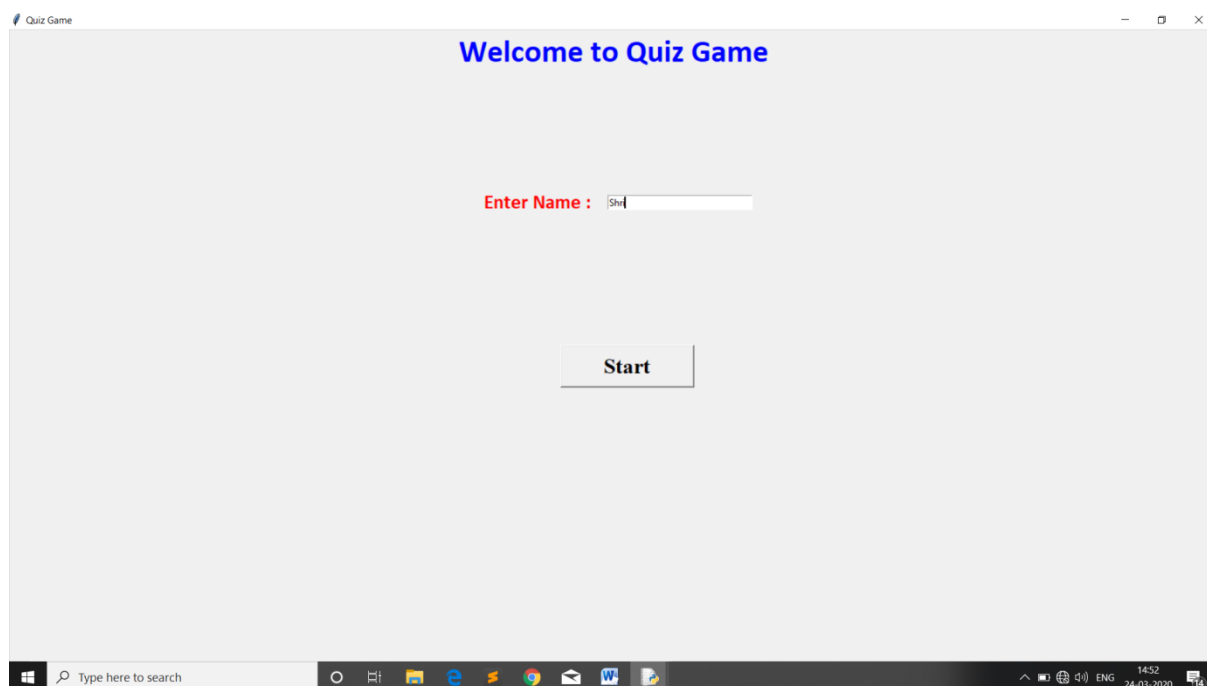 Quiz Game
Welcome to Quiz Game
Enter Name :
Start
Type here to search
ENG
14:52
24-03-2020
14